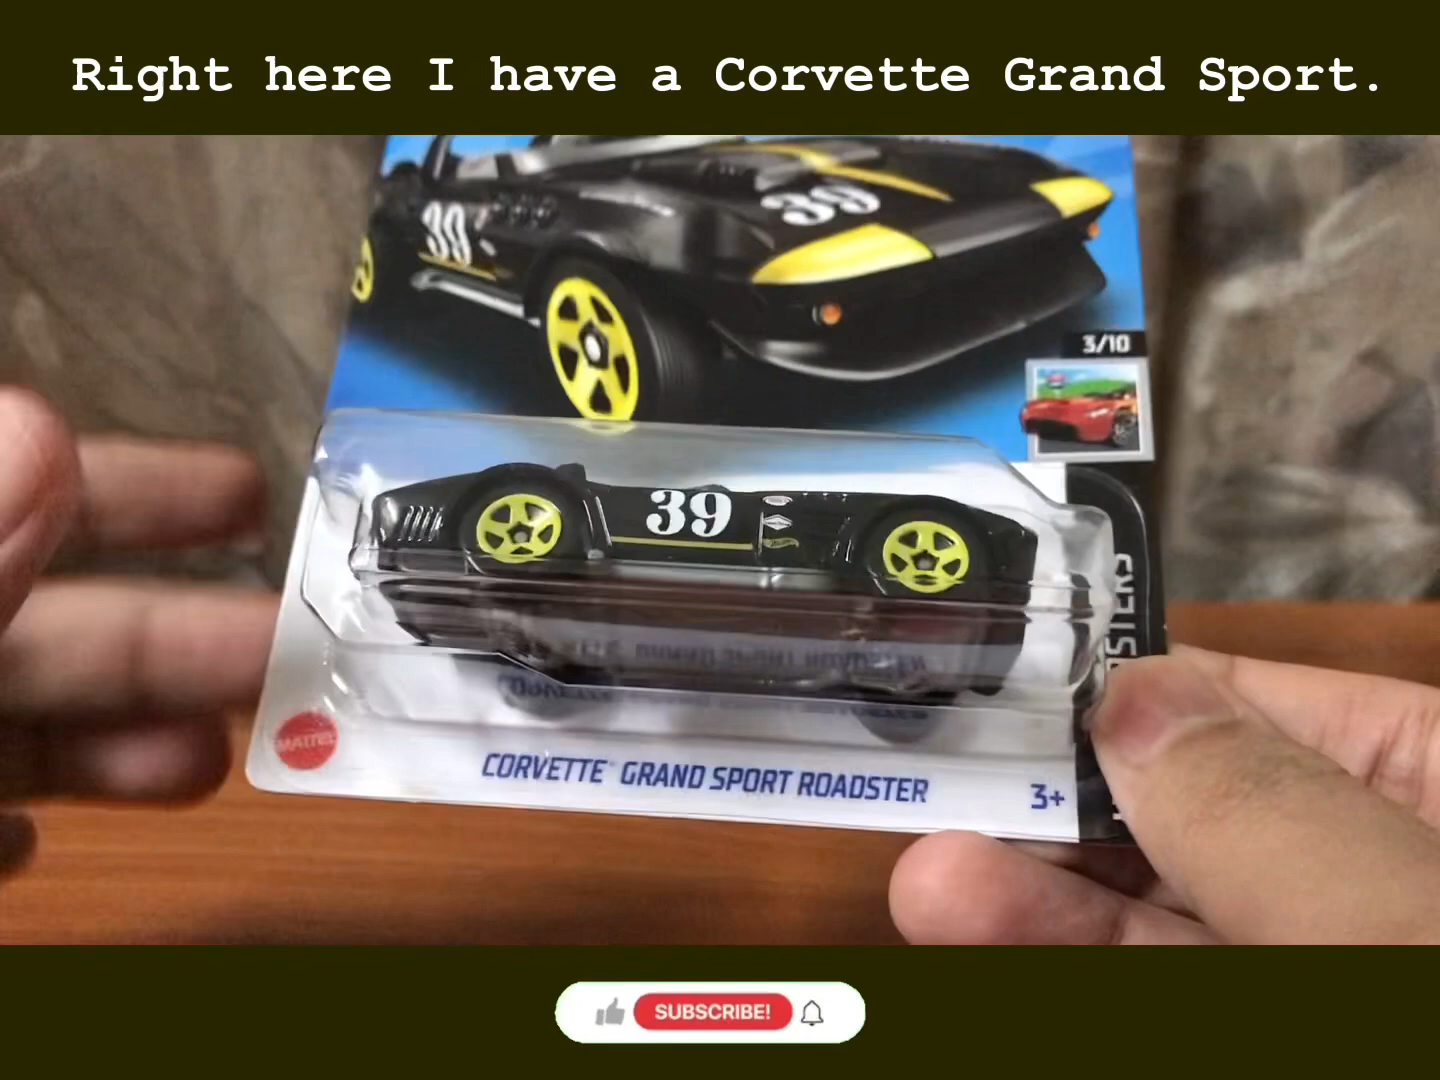 Right here I have a Corvette Grand Sport.
39
39
3/10
39
MATTEL
CORVETTE GRAND SPORT ROADSTER
3+
SUBSCRIBE!